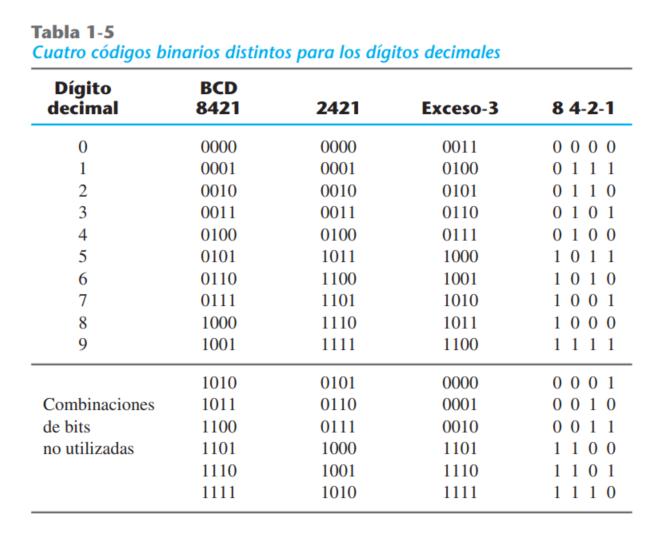 Tabla 1-5
Cuatro códigos binarios distintos para los dígitos decimales
Dígito decimal BCD 8421 2421 Exceso-3 8 4-2-1
0 0000 0000 0011 0 0 0 0
1 0001 0001 0100 0 1 1 1
2 0010 0010 0101 0 1 1 0
3 0011 0011 0110 0 1 0 1
4 0100 0100 0111 0 1 0 0
5 0101 1011 1000 1 0 1 1
6 0110 1100 1001 1 0 1 0
7 0111 1101 1010 1 0 0 1
8 1000 1110 1011 1 0 0 0
9 1001 1111 1100 1 1 1 1
1010 0101 0000 0 0 0 1
Combinaciones 1011 0110 0001 0 0 1 0
de bits 1100 0111 0010 0 0 1 1
no utilizadas 1101 1000 1101 1 1 0 0
1110 1001 1110 1 1 0 1
1111 1010 1111 1 1 1 0